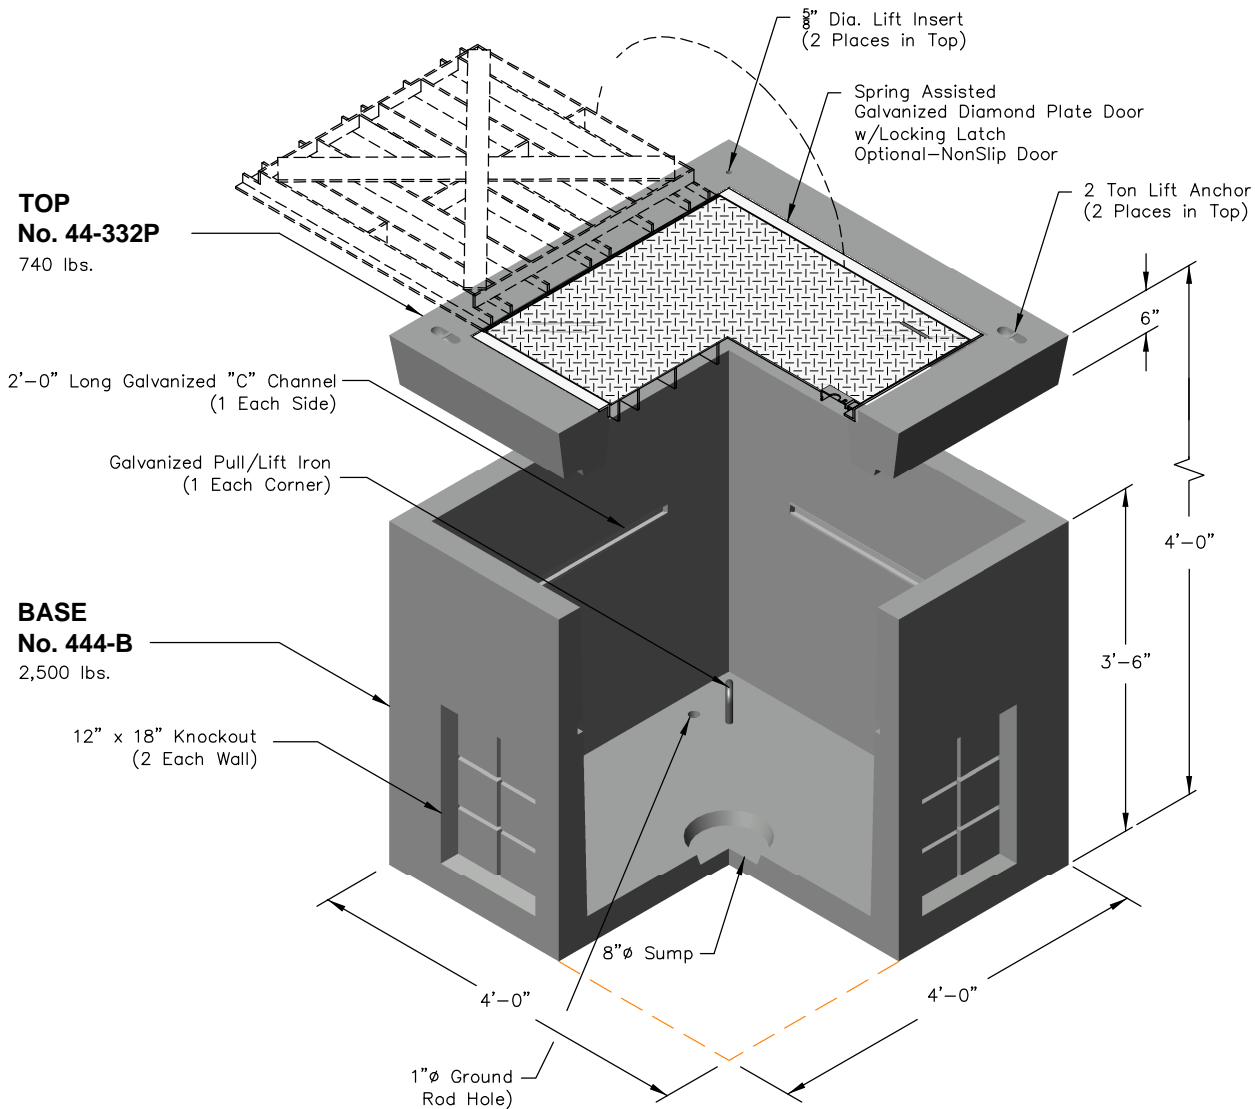 ⅝” Dia. Lift Insert
(2 Places in Top)
Spring Assisted
Galvanized Diamond Plate Door
w/Locking Latch
Optional–NonSlip Door
2 Ton Lift Anchor
(2 Places in Top)
TOP
No. 44-332P
740 lbs.
6”
2’–0” Long Galvanized ”C” Channel
(1 Each Side)
Galvanized Pull/Lift Iron
(1 Each Corner)
4’–0”
BASE
No. 444-B
2,500 lbs.
3’–6”
12” x 18” Knockout
(2 Each Wall)
8”ø Sump
4’–0”
4’–0”
1”ø Ground
Rod Hole)